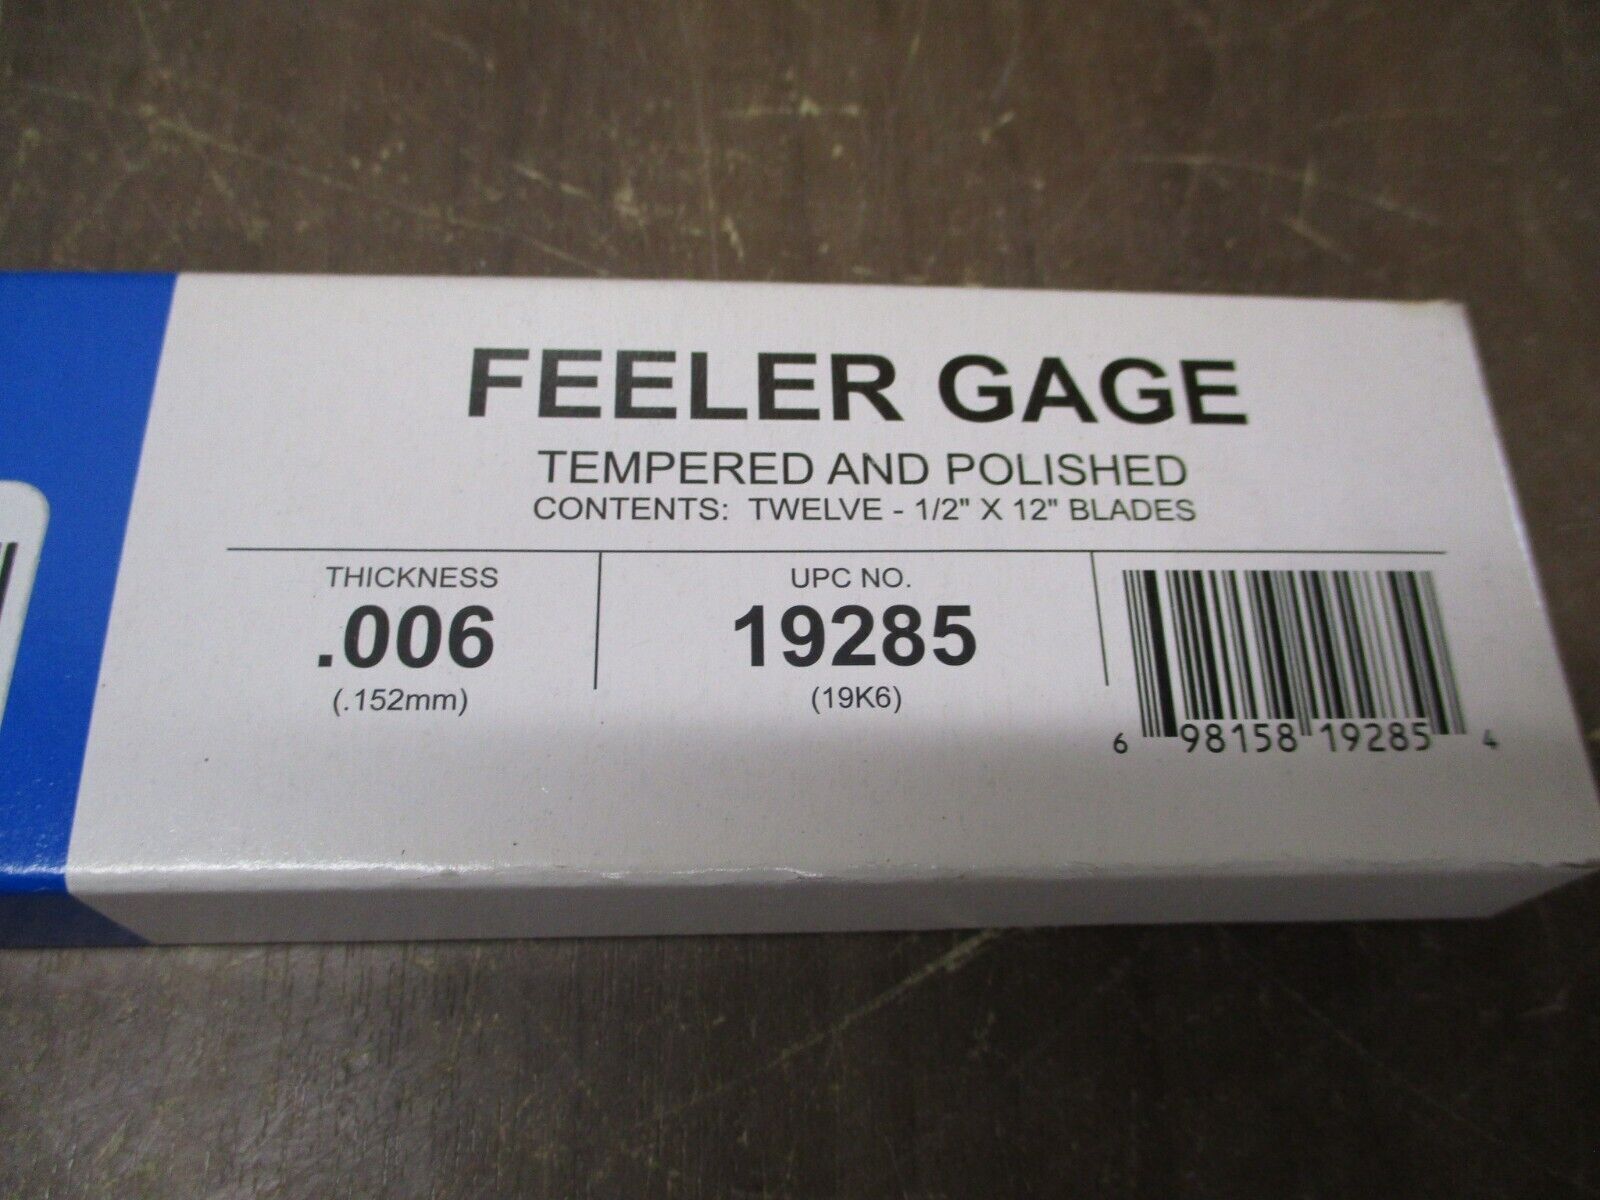 FEELER GAGE
TEMPERED AND POLISHED
CONTENTS: TWELVE - 1/2" X 12" BLADES
THICKNESS
.006
(.152mm)
UPC NO.
19285
(19K6)
6 98158 19285 4